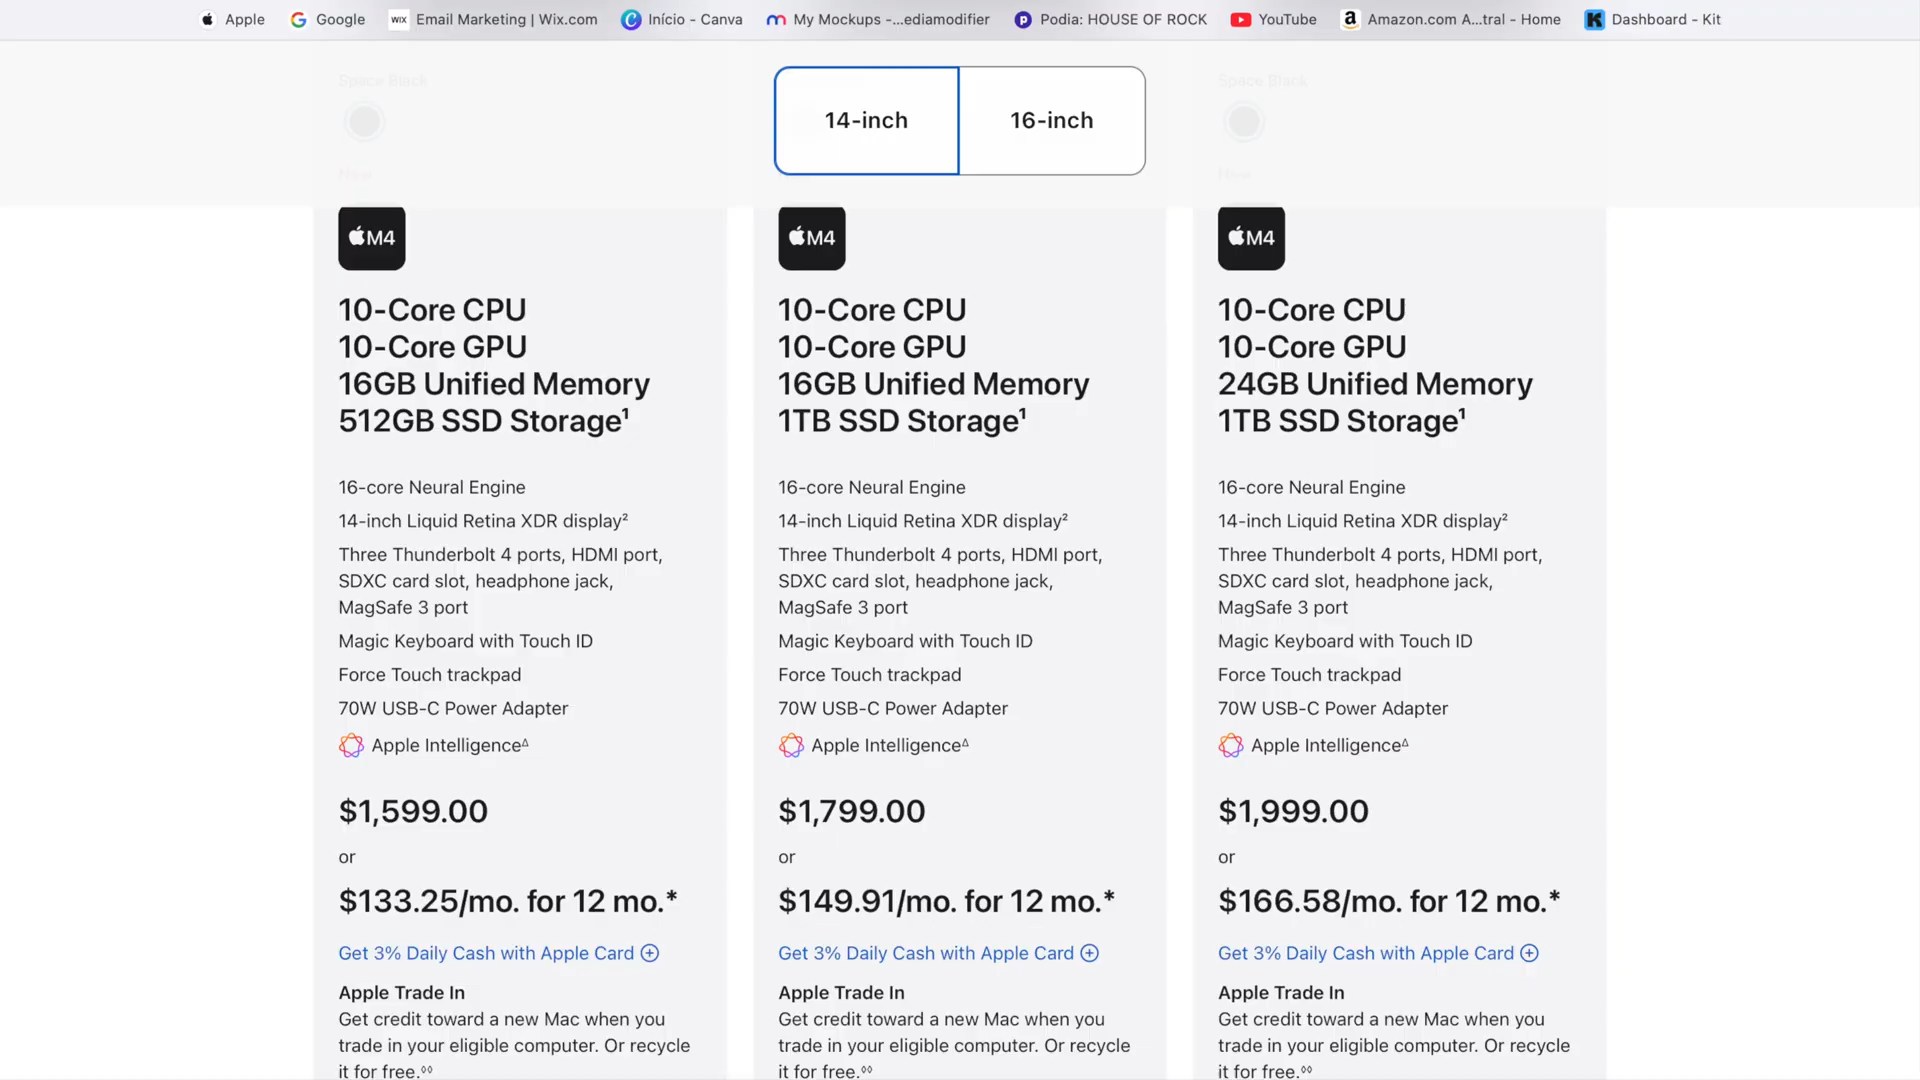 Apple
Google
WIX Email Marketing | Wix.com
Início - Canva
My Mockups -...ediamodifier
Podia: HOUSE OF ROCK
YouTube
Amazon.com A...tral - Home
Dashboard - Kit
14-inch
16-inch
Space Black
New
M4
10-Core CPU
10-Core GPU
16GB Unified Memory
512GB SSD Storage¹
16-core Neural Engine
14-inch Liquid Retina XDR display²
Three Thunderbolt 4 ports, HDMI port,
SDXC card slot, headphone jack,
MagSafe 3 port
Magic Keyboard with Touch ID
Force Touch trackpad
70W USB-C Power Adapter
Apple Intelligence∆
$1,599.00
or
$133.25/mo. for 12 mo.*
Get 3% Daily Cash with Apple Card
Apple Trade In
Get credit toward a new Mac when you
trade in your eligible computer. Or recycle
it for free.◊◊
M4
10-Core CPU
10-Core GPU
16GB Unified Memory
1TB SSD Storage¹
16-core Neural Engine
14-inch Liquid Retina XDR display²
Three Thunderbolt 4 ports, HDMI port,
SDXC card slot, headphone jack,
MagSafe 3 port
Magic Keyboard with Touch ID
Force Touch trackpad
70W USB-C Power Adapter
Apple Intelligence∆
$1,799.00
or
$149.91/mo. for 12 mo.*
Get 3% Daily Cash with Apple Card
Apple Trade In
Get credit toward a new Mac when you
trade in your eligible computer. Or recycle
it for free.◊◊
Space Black
New
M4
10-Core CPU
10-Core GPU
24GB Unified Memory
1TB SSD Storage¹
16-core Neural Engine
14-inch Liquid Retina XDR display²
Three Thunderbolt 4 ports, HDMI port,
SDXC card slot, headphone jack,
MagSafe 3 port
Magic Keyboard with Touch ID
Force Touch trackpad
70W USB-C Power Adapter
Apple Intelligence∆
$1,999.00
or
$166.58/mo. for 12 mo.*
Get 3% Daily Cash with Apple Card
Apple Trade In
Get credit toward a new Mac when you
trade in your eligible computer. Or recycle
it for free.◊◊